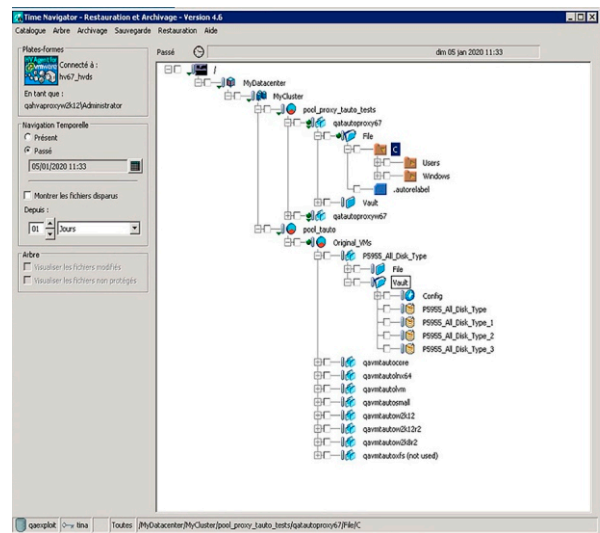 Time Navigator - Restauration et Archivage - Version 4.6
Catalogue Arbre Archivage Sauvegarde Restauration Aide
Plates-formes
HV Agent for
vmware
Connecté à :
hv67_hvds
En tant que :
qahvaproxyw2k12\Administrator
Navigation Temporelle
Présent
Passé
05/01/2020 11:33
Montrer les fichiers disparus
Depuis :
01 Jours
Arbre
Visualiser les fichiers modifiés
Visualiser les fichiers non protégés
Passé dim 05 jan 2020 11:33
/
MyDatacenter
MyCluster
pool_proxy_tauto_tests
qatautoproxy67
File
C
Users
Windows
.autorelabel
Vault
qatautoproxyw67
pool_tauto
Original_VMs
P5955_All_Disk_Type
File
Vault
Config
P5955_All_Disk_Type
P5955_All_Disk_Type_1
P5955_All_Disk_Type_2
P5955_All_Disk_Type_3
qavmtautocore
qavmtautolnx64
qavmtautolvm
qavmtautosmall
qavmtautow2k12
qavmtautow2k12r2
qavmtautow2k8r2
qavmtautoxfs (not used)
qaexploit tina Toutes /MyDatacenter/MyCluster/pool_proxy_tauto_tests/qatautoproxy67/File/C